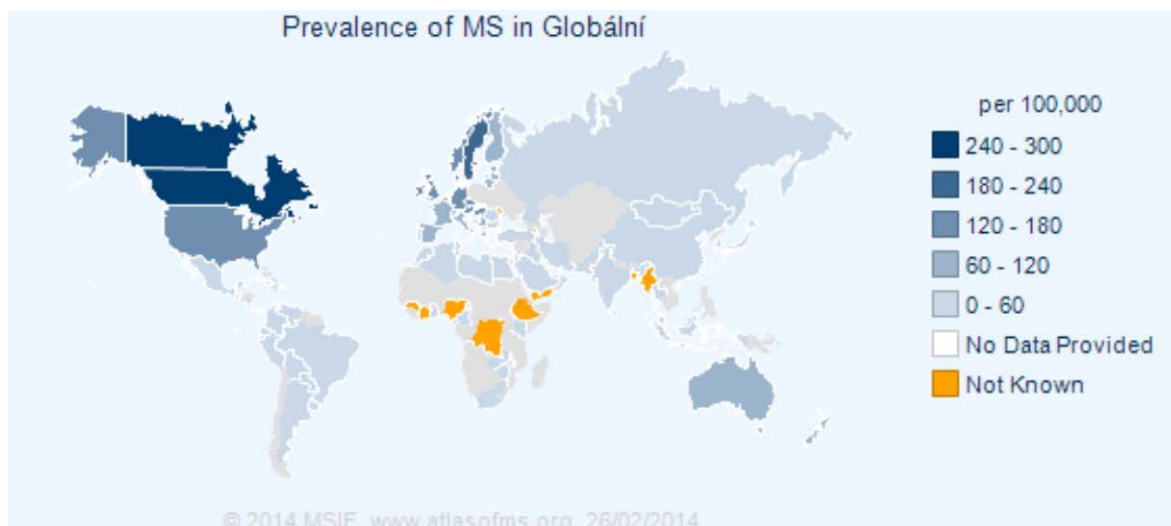 Prevalence of MS in Globální
per 100,000
240 - 300
180 - 240
120 - 180
60 - 120
0 - 60
No Data Provided
Not Known
© 2014 MSIF, www.atlasofms.org, 26/02/2014